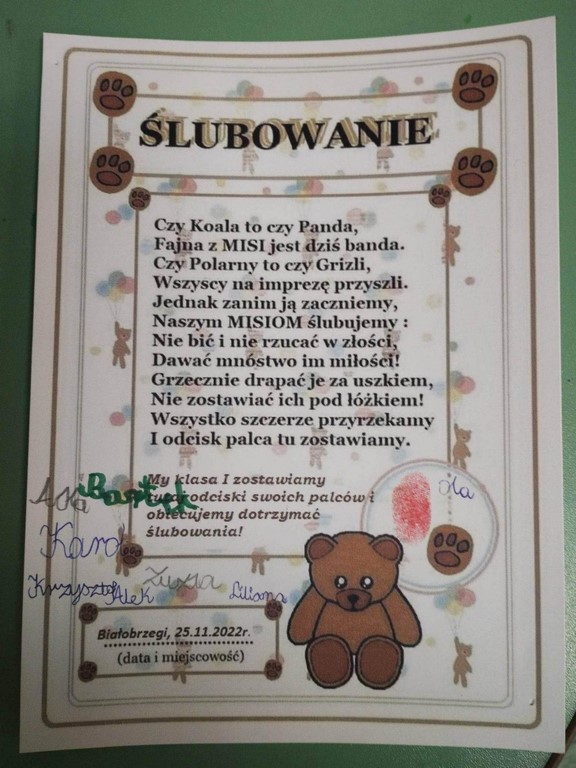 ŚLUBOWANIE
Czy Koala to czy Panda,
Fajna z MISI jest dziś banda.
Czy Polarny to czy Grizli,
Wszyscy na imprezę przyszli.
Jednak zanim ją zaczniemy,
Naszym MISIOM ślubujemy :
Nie bić i nie rzucać w złości,
Dawać mnóstwo im miłości!
Grzecznie drapać je za uszkiem,
Nie zostawiać ich pod łóżkiem!
Wszystko szczerze przyrzekamy
I odcisk palca tu zostawiamy.
My klasa I zostawiamy
odciski swoich palców i
obiecujemy dotrzymać
ślubowania!
Bartek
Karol
Krzysztof Alek Zuzia Liliana
Białobrzegi, 25.11.2022r.
(data i miejscowość)